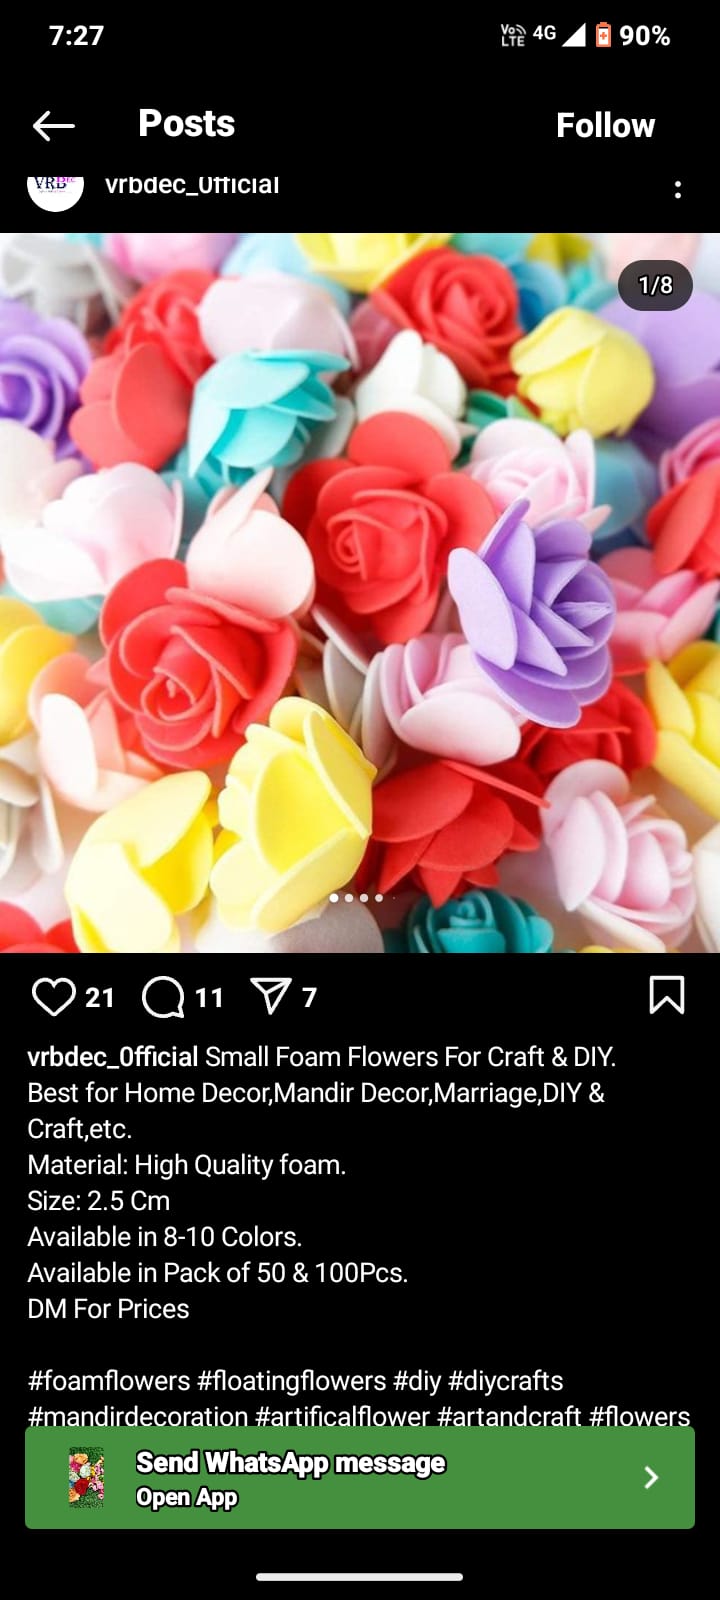 7:27
Vo LTE 4G 90%
Posts
Follow
VRBDec
vrbdec_0fficial
1/8
21 11 7
vrbdec_0fficial Small Foam Flowers For Craft & DIY.
Best for Home Decor,Mandir Decor,Marriage,DIY &
Craft,etc.
Material: High Quality foam.
Size: 2.5 Cm
Available in 8-10 Colors.
Available in Pack of 50 & 100Pcs.
DM For Prices
#foamflowers #floatingflowers #diy #diycrafts
#mandirdecoration #artificalflower #artandcraft #flowers
Send WhatsApp message
Open App